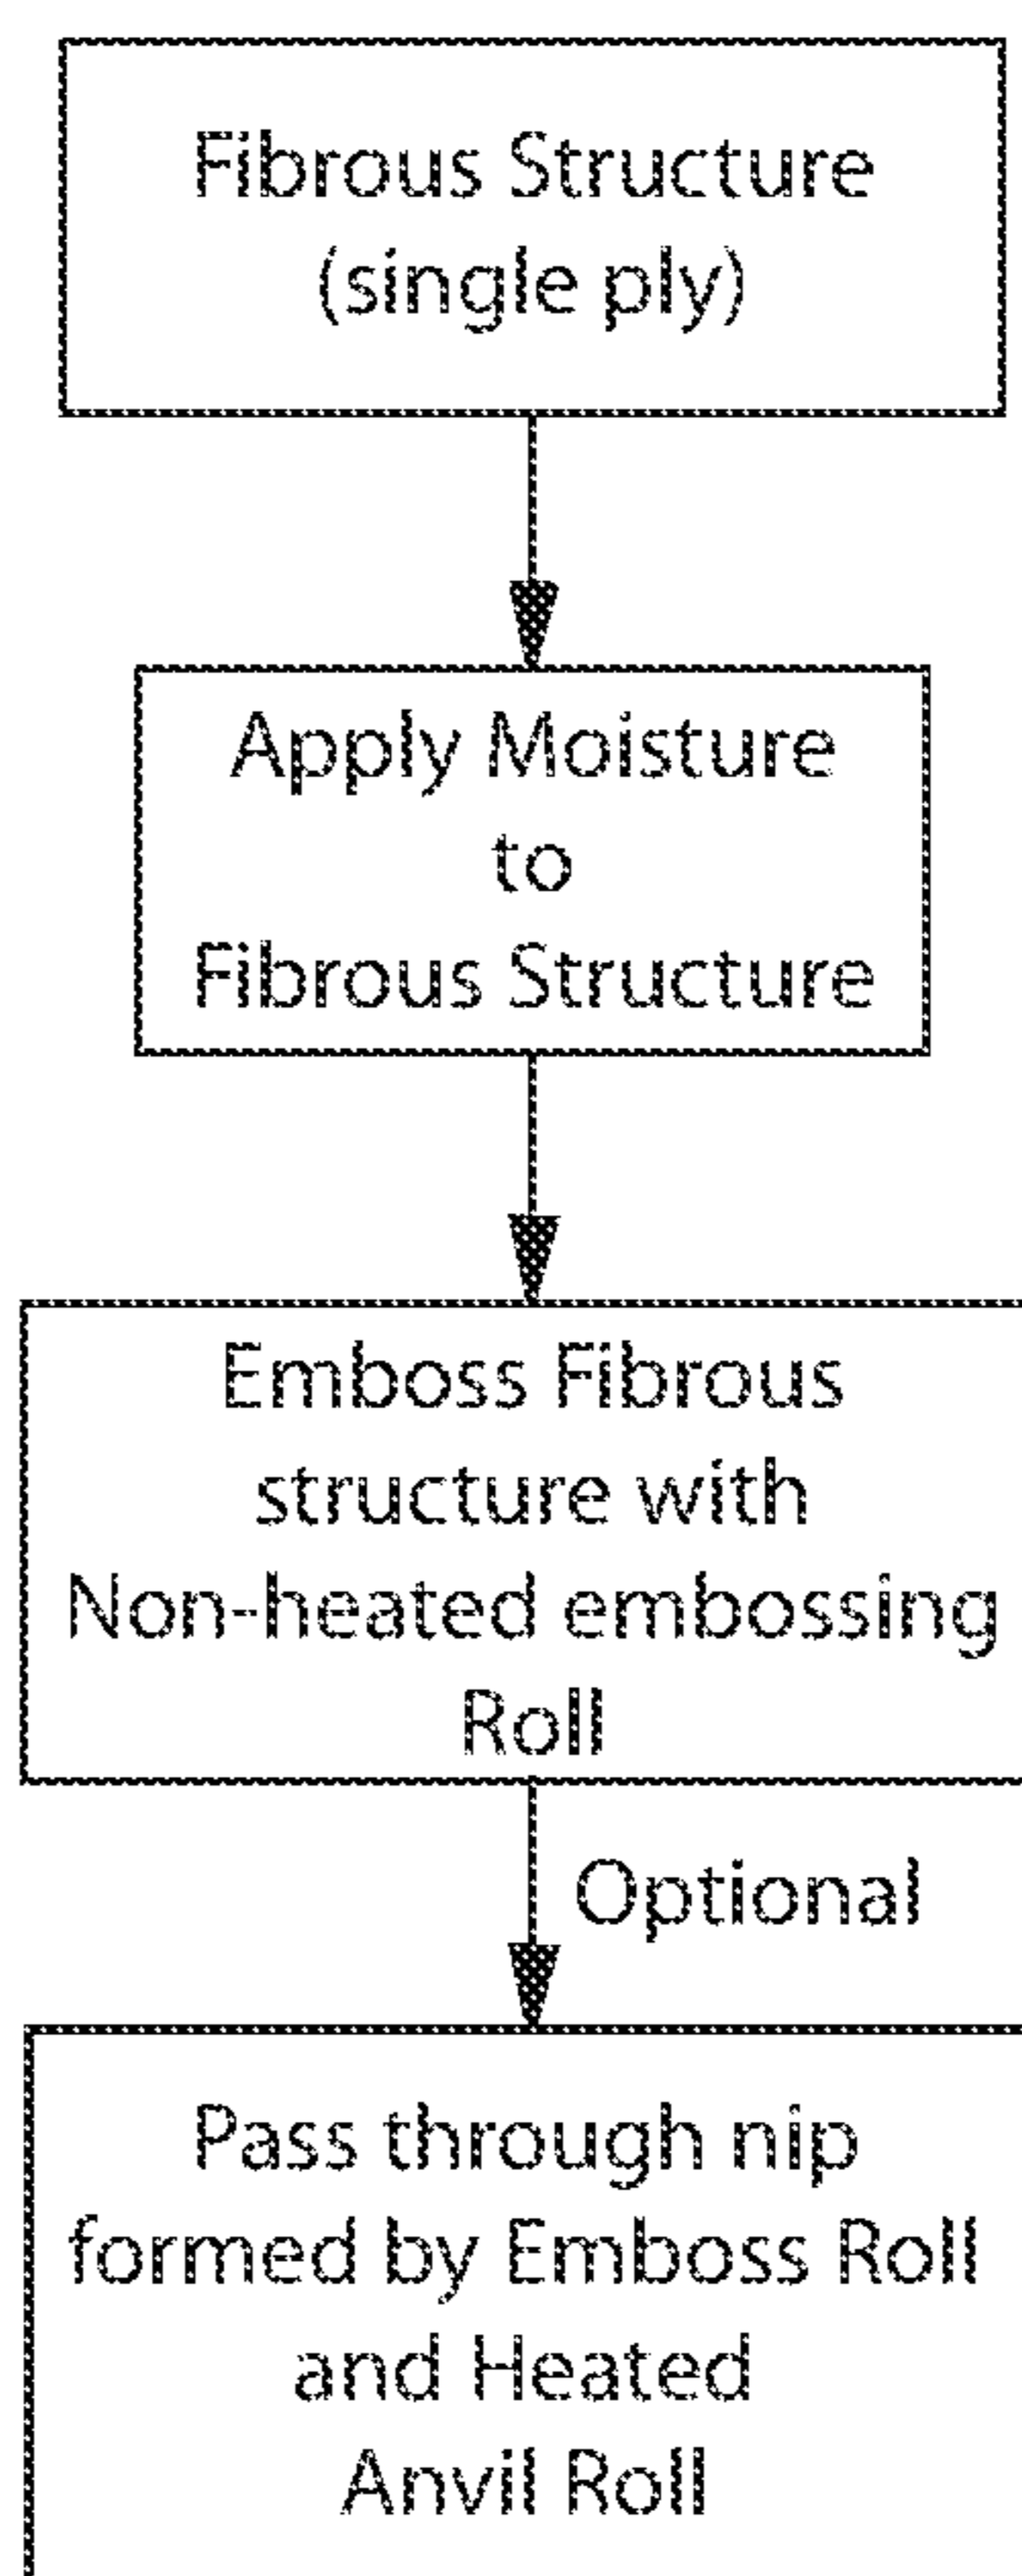 Fibrous Structure
(single ply)
Apply Moisture
to
Fibrous Structure
Emboss Fibrous
structure with
Non-heated embossing
Roll
Optional
Pass through nip
formed by Emboss Roll
and Heated
Anvil Roll